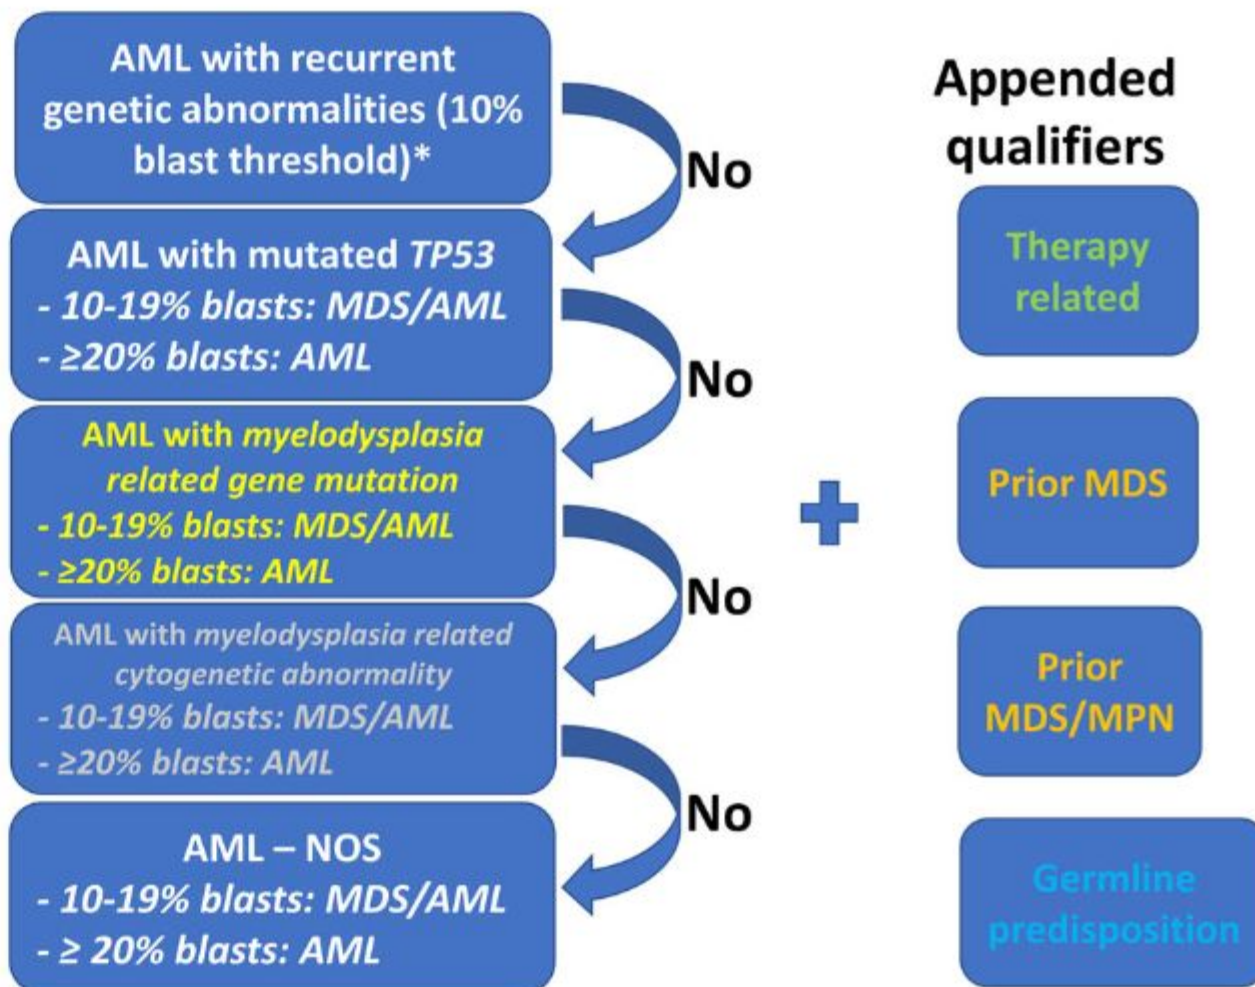 AML with recurrent
genetic abnormalities (10%
blast threshold)*
No
AML with mutated TP53
- 10-19% blasts: MDS/AML
- ≥20% blasts: AML
No
AML with myelodysplasia
related gene mutation
- 10-19% blasts: MDS/AML
- ≥20% blasts: AML
No
AML with myelodysplasia related
cytogenetic abnormality
- 10-19% blasts: MDS/AML
- ≥20% blasts: AML
No
AML – NOS
- 10-19% blasts: MDS/AML
- ≥ 20% blasts: AML
Appended
qualifiers
Therapy
related
Prior MDS
Prior
MDS/MPN
Germline
predisposition